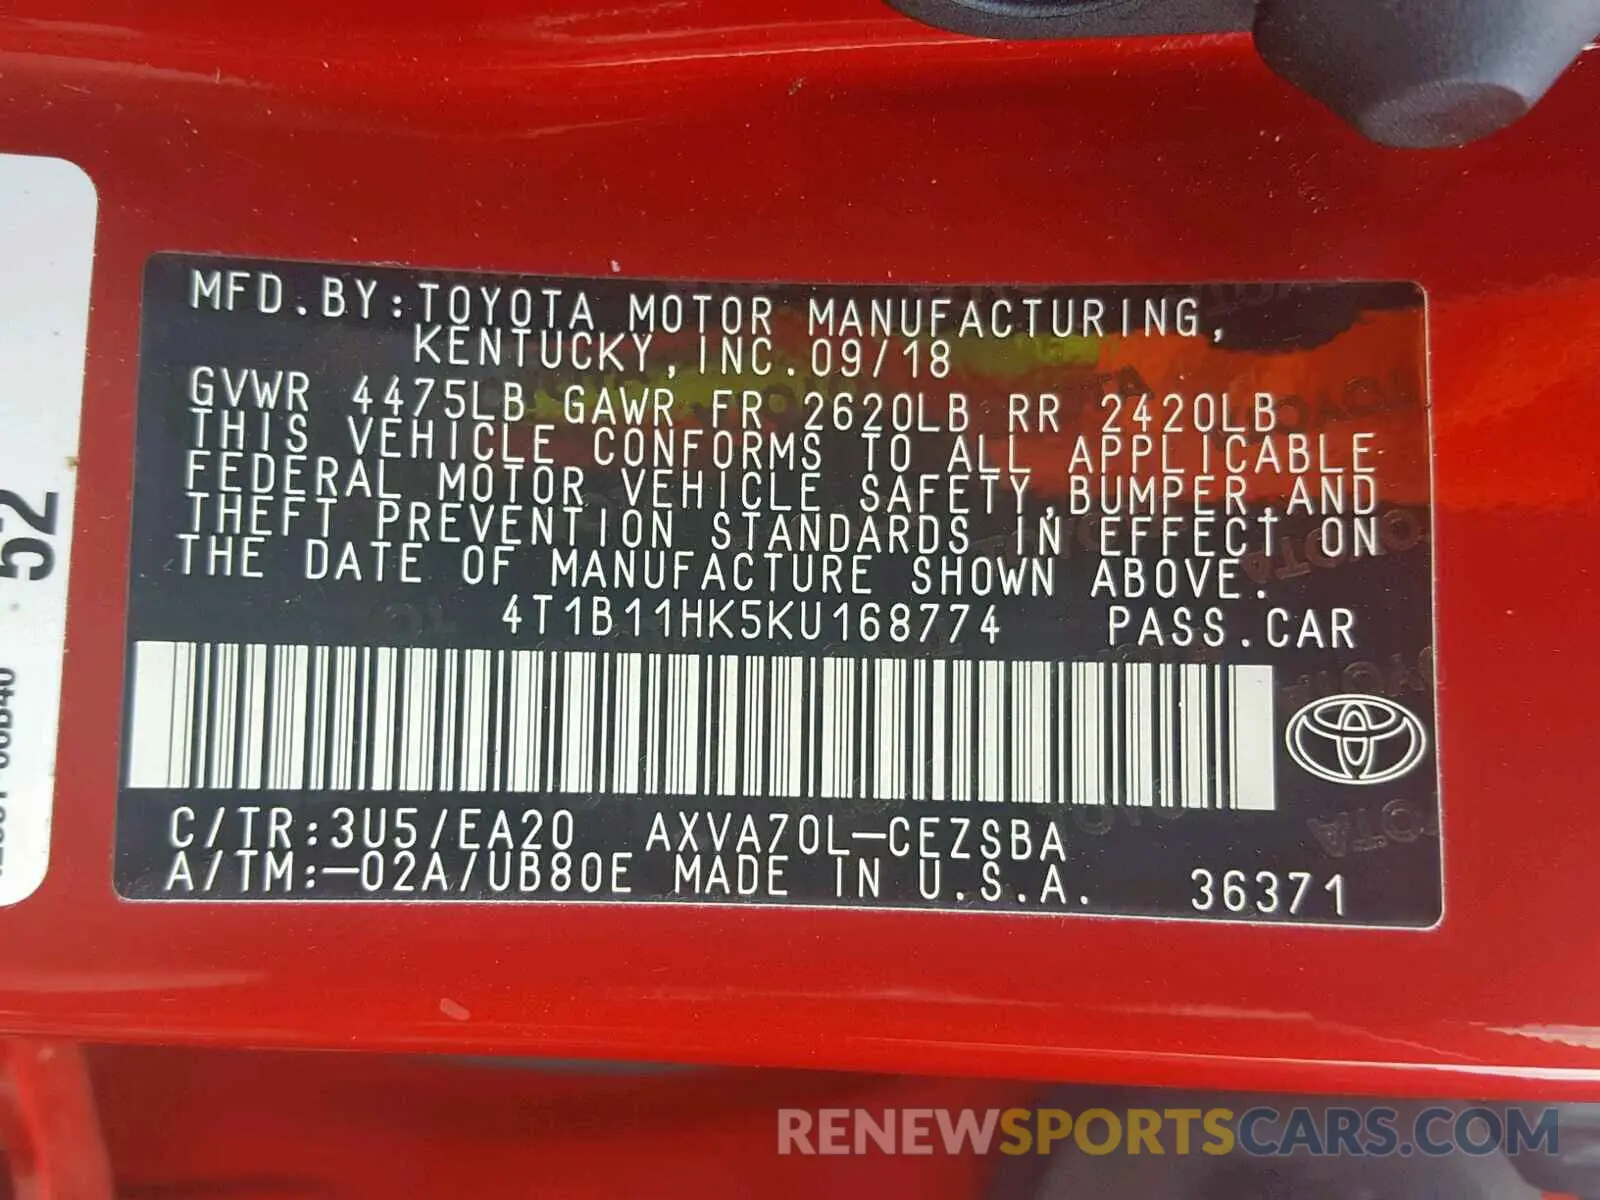 MFD.BY:TOYOTA MOTOR MANUFACTURING,
KENTUCKY,INC.09/18
GVWR 4475LB GAWR FR 2620LB RR 2420LB
THIS VEHICLE CONFORMS TO ALL APPLICABLE
FEDERAL MOTOR VEHICLE SAFETY,BUMPER,AND
THEFT PREVENTION STANDARDS IN EFFECT ON
THE DATE OF MANUFACTURE SHOWN ABOVE.
4T1B11HK5KU168774 PASS.CAR
C/TR:3U5/EA20 AXVA70L-CEZSBA
A/TM:-02A/UB80E MADE IN U.S.A. 36371
52
RENEWSPORTSCARS.COM